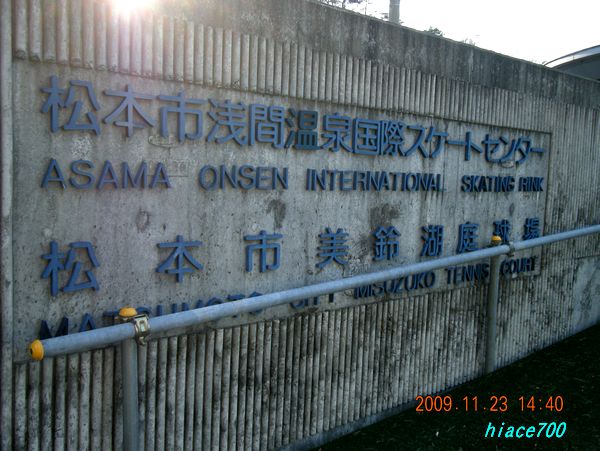 松本市浅間温泉国際スケートセンター
ASAMA ONSEN INTERNATIONAL SKATING RINK
松本市美鈴湖庭球場
MATSUMOTO CITY MISUZUKO TENNIS COURT
2009.11.23 14:40
hiace700